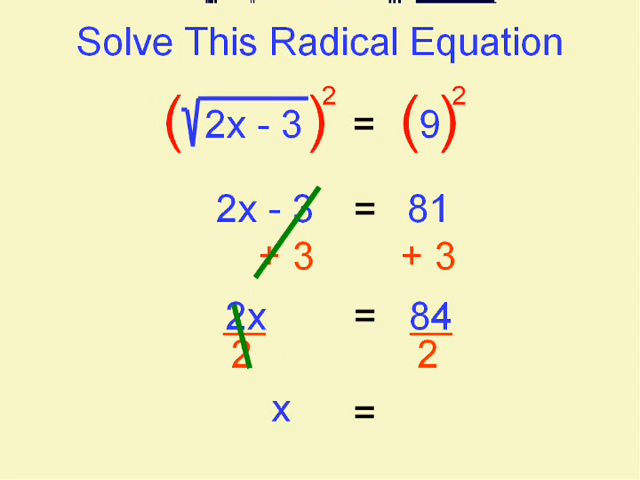 Solve This Radical Equation
(√2x - 3)² = (9)²
2x - 3 = 81
+ 3 + 3
2x = 84
2 2
x =